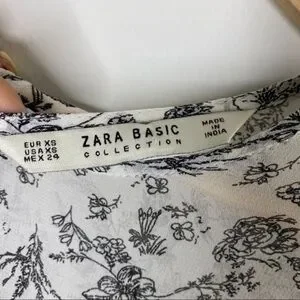 EUR XS
USA XS
MEX 24
ZARA BASIC
COLLECTION
MADE IN
INDIA